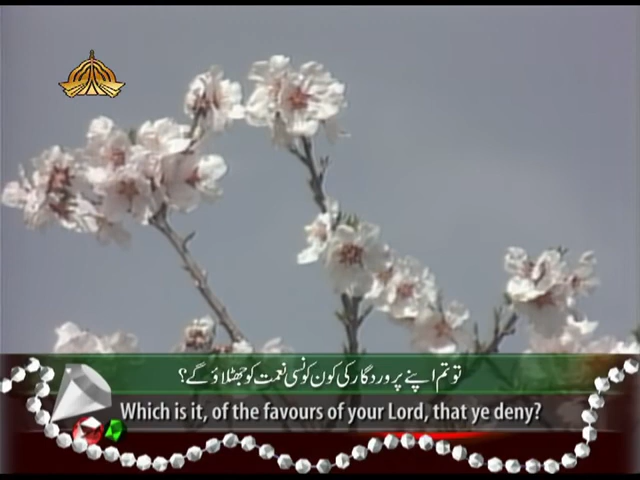 تو تم اپنے پروردگار کی کون کونسی نعمت کو جھٹلاؤ گے؟
Which is it, of the favours of your Lord, that ye deny?